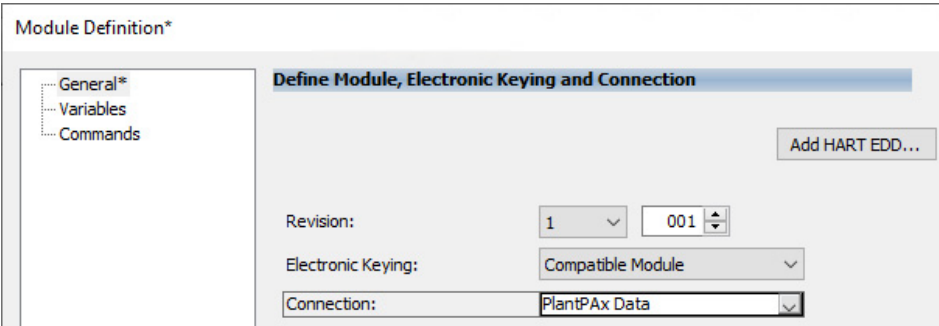 Module Definition*
General*
Variables
Commands
Define Module, Electronic Keying and Connection
Add HART EDD...
Revision: 1 001
Electronic Keying: Compatible Module
Connection: PlantPAx Data